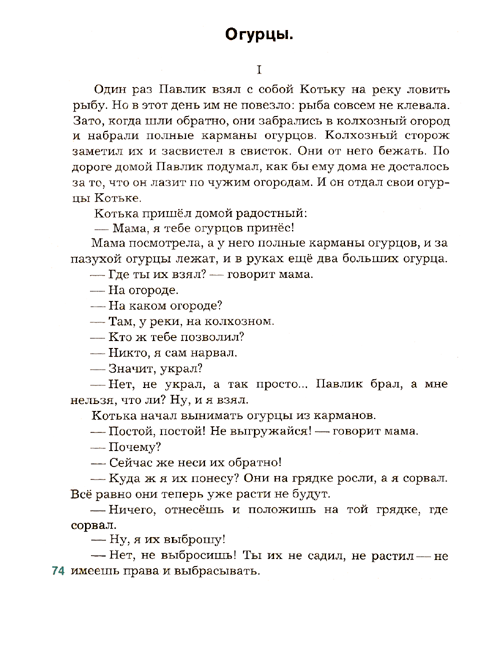 Огурцы.
I
Один раз Павлик взял с собой Котьку на реку ловить
рыбу. Но в этот день им не повезло: рыба совсем не клевала.
Зато, когда шли обратно, они забрались в колхозный огород
и набрали полные карманы огурцов. Колхозный сторож
заметил их и засвистел в свисток. Они от него бежать. По
дороге домой Павлик подумал, как бы ему дома не досталось
за то, что он лазит по чужим огородам. И он отдал свои огур-
цы Котьке.
Котька пришёл домой радостный:
— Мама, я тебе огурцов принёс!
Мама посмотрела, а у него полные карманы огурцов, и за
пазухой огурцы лежат, и в руках ещё два больших огурца.
— Где ты их взял? — говорит мама.
— На огороде.
— На каком огороде?
— Там, у реки, на колхозном.
— Кто ж тебе позволил?
— Никто, я сам нарвал.
— Значит, украл?
— Нет, не украл, а так просто... Павлик брал, а мне
нельзя, что ли? Ну, и я взял.
Котька начал вынимать огурцы из карманов.
— Постой, постой! Не выгружайся! — говорит мама.
— Почему?
— Сейчас же неси их обратно!
— Куда ж я их понесу? Они на грядке росли, а я сорвал.
Всё равно они теперь уже расти не будут.
— Ничего, отнесёшь и положишь на той грядке, где
сорвал.
— Ну, я их выброшу!
— Нет, не выбросишь! Ты их не садил, не растил — не
74 имеешь права и выбрасывать.